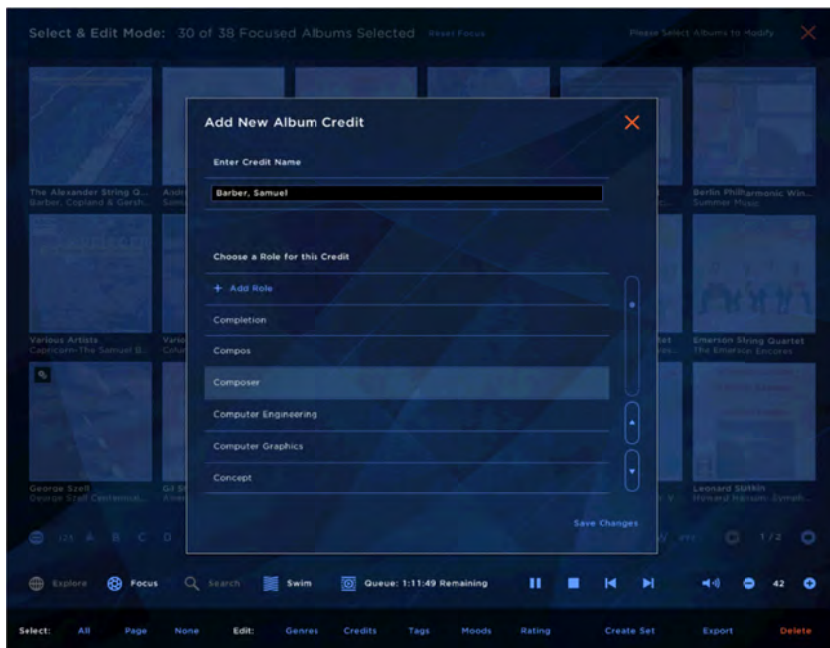 Select & Edit Mode: 30 of 38 Focused Albums Selected Reset Focus Please Select Albums to Modify
Add New Album Credit
Enter Credit Name
The Alexander String Q...
Barber, Copland & Gersh...
Barber, Samuel
Berlin Philharmonic Win...
Summer Music
Choose a Role for this Credit
+ Add Role
Completion
Various Artists
Capricorn-The Samuel B...
Compos
Emerson String Quartet
The Emerson Encores
Composer
Computer Engineering
Computer Graphics
Concept
George Szell
George Szell Centennial...
Leonard Slatkin
Howard Hanson: Symph...
Save Changes
123 A B C D W XYZ 1/2
Explore Focus Search Swim Queue: 1:11:49 Remaining 42
Select: All Page None Edit: Genres Credits Tags Moods Rating Create Set Export Delete